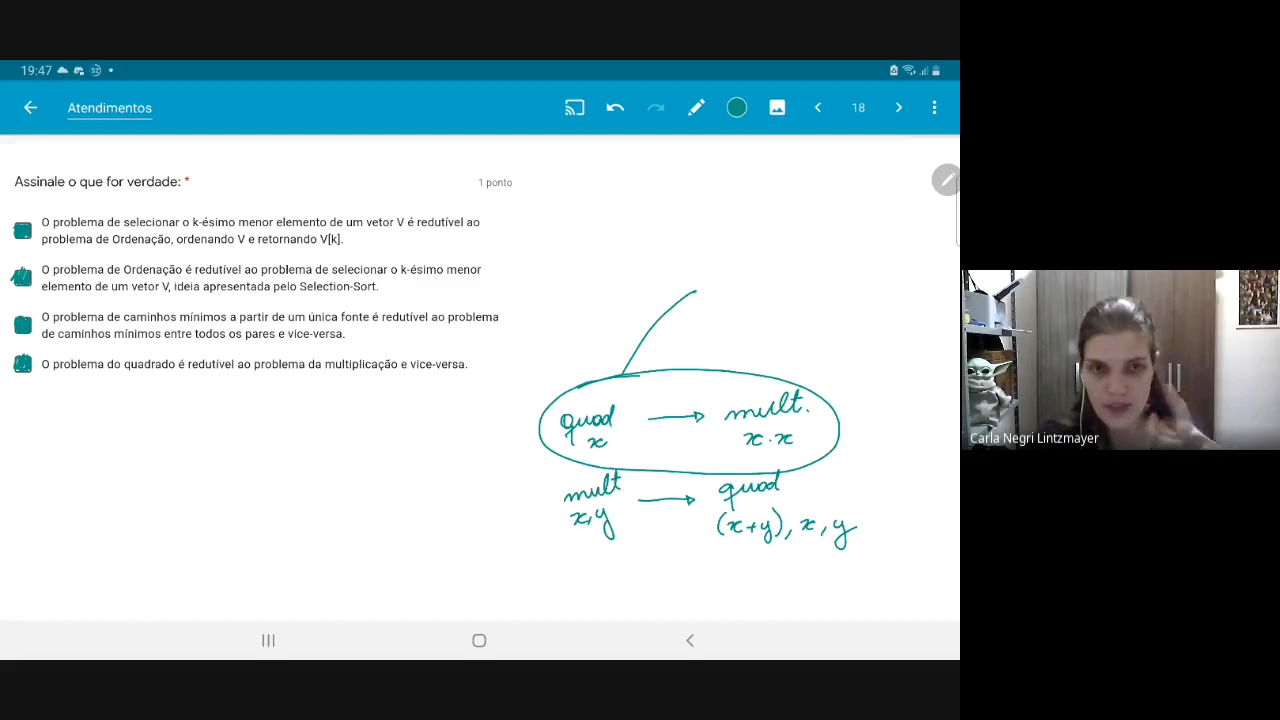 19:47
Atendimentos
18
Assinale o que for verdade: *
1 ponto
O problema de selecionar o k-ésimo menor elemento de um vetor V é redutível ao
problema de Ordenação, ordenando V e retornando V[k].
O problema de Ordenação é redutível ao problema de selecionar o k-ésimo menor
elemento de um vetor V, ideia apresentada pelo Selection-Sort.
O problema de caminhos mínimos a partir de um única fonte é redutível ao problema
de caminhos mínimos entre todos os pares e vice-versa.
O problema do quadrado é redutível ao problema da multiplicação e vice-versa.
quad → mult.
x x·x
mult → quad
x,y (x+y), x, y
Carla Negri Lintzmayer